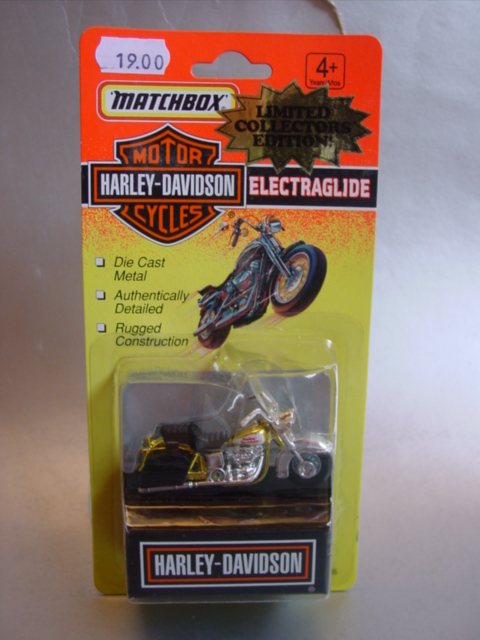 19.00
4+
Years/Años
MATCHBOX
LIMITED
COLLECTORS
EDITION!
MOTOR
HARLEY-DAVIDSON
CYCLES
ELECTRAGLIDE
Die Cast
Metal
Authentically
Detailed
Rugged
Construction
HARLEY-DAVIDSON